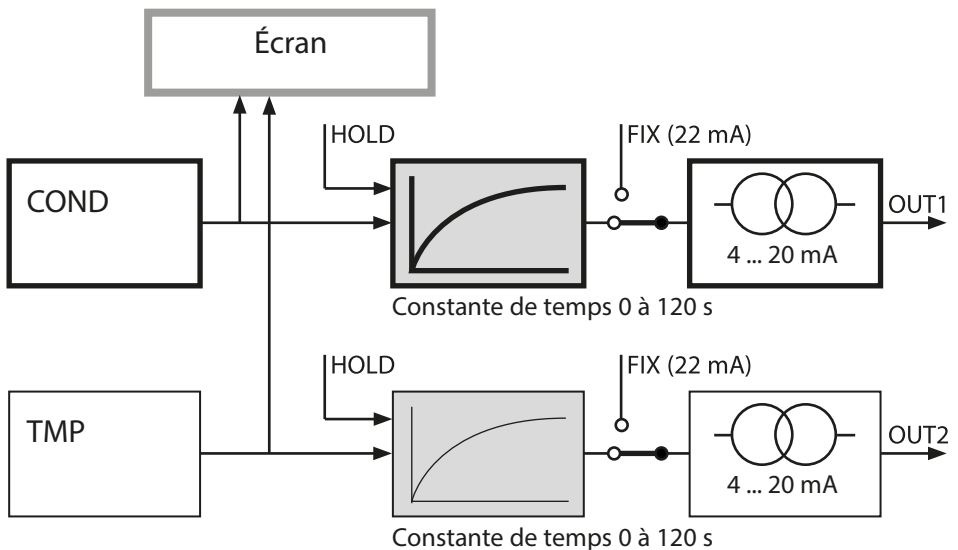 Écran
HOLD
FIX (22 mA)
COND
OUT1
4 ... 20 mA
Constante de temps 0 à 120 s
HOLD
FIX (22 mA)
TMP
OUT2
4 ... 20 mA
Constante de temps 0 à 120 s